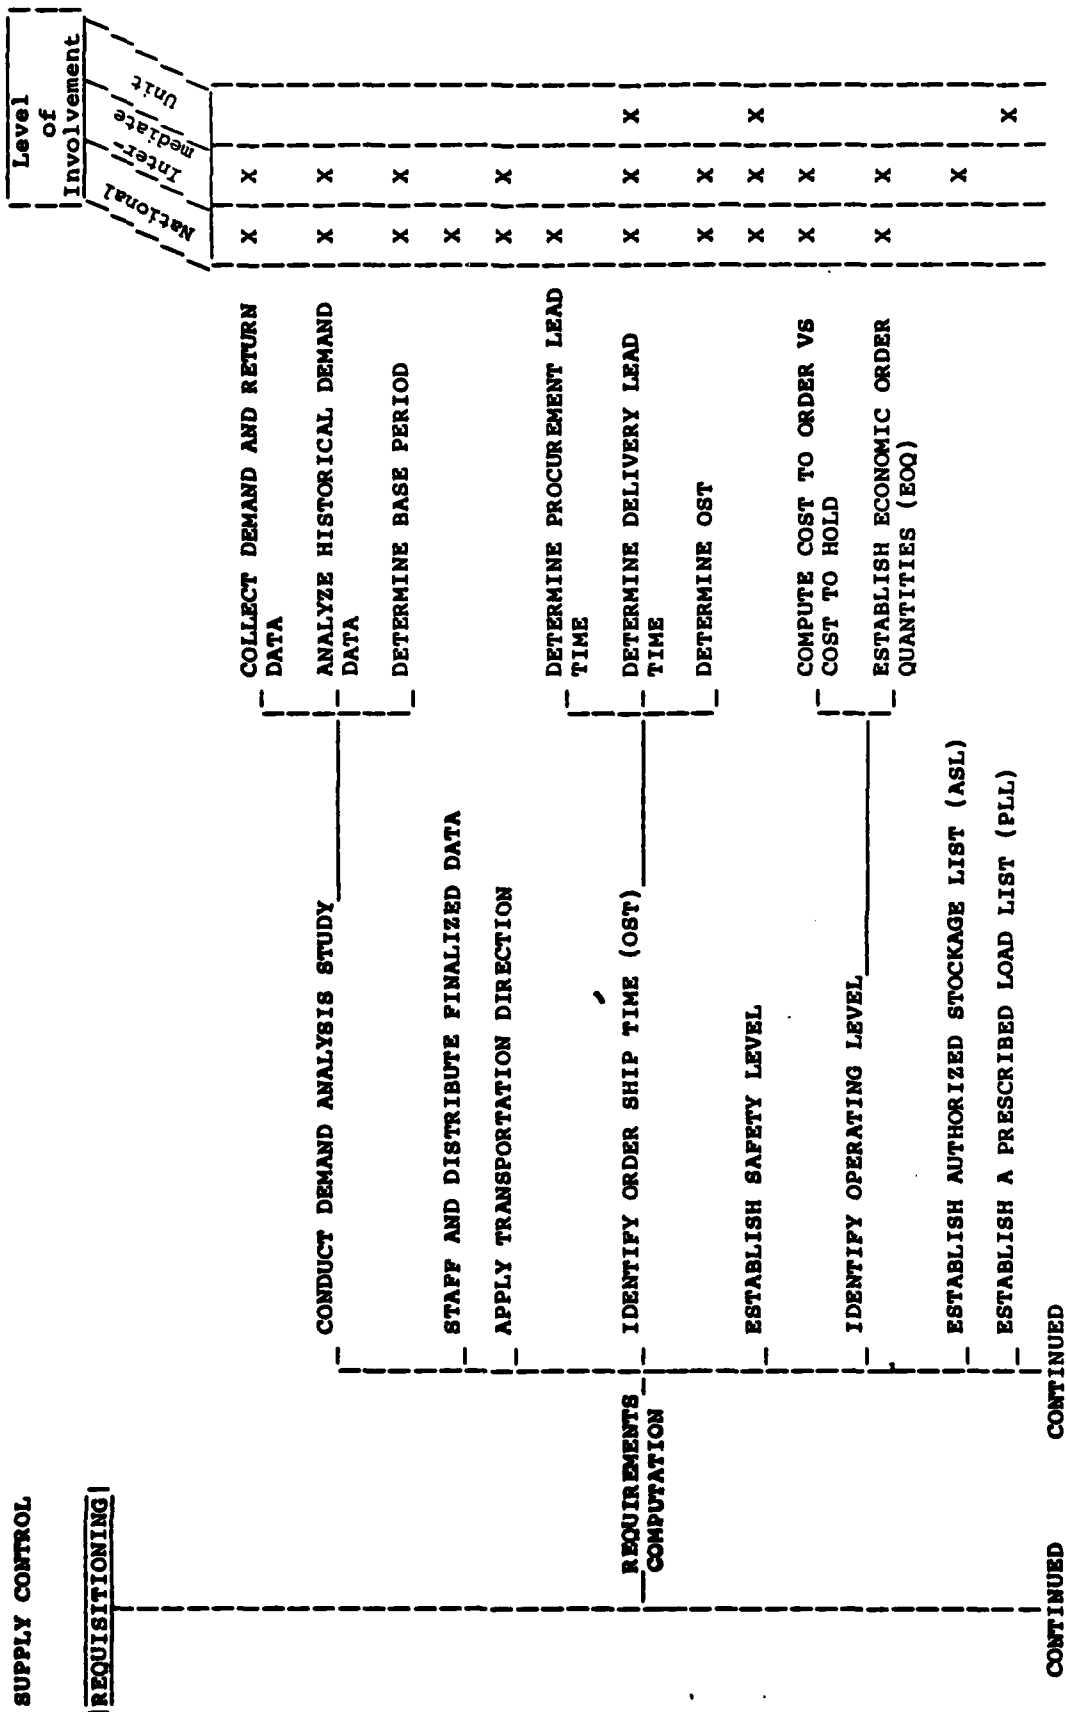 SUPPLY CONTROL
REQUISITIONING
Level
of
Involvement
National
Inter-
mediate
Unit
REQUIREMENTS
COMPUTATION
CONDUCT DEMAND ANALYSIS STUDY
COLLECT DEMAND AND RETURN
DATA
X X
ANALYZE HISTORICAL DEMAND
DATA
X X
DETERMINE BASE PERIOD
X X
STAFF AND DISTRIBUTE FINALIZED DATA
X
APPLY TRANSPORTATION DIRECTION
X X
IDENTIFY ORDER SHIP TIME (OST)
DETERMINE PROCUREMENT LEAD
TIME
X
DETERMINE DELIVERY LEAD
TIME
X X X
DETERMINE OST
X X
ESTABLISH SAFETY LEVEL
X X X
IDENTIFY OPERATING LEVEL
COMPUTE COST TO ORDER VS
COST TO HOLD
X X
ESTABLISH ECONOMIC ORDER
QUANTITIES (EOQ)
X X
ESTABLISH AUTHORIZED STOCKAGE LIST (ASL)
X
ESTABLISH A PRESCRIBED LOAD LIST (PLL)
X
CONTINUED
CONTINUED